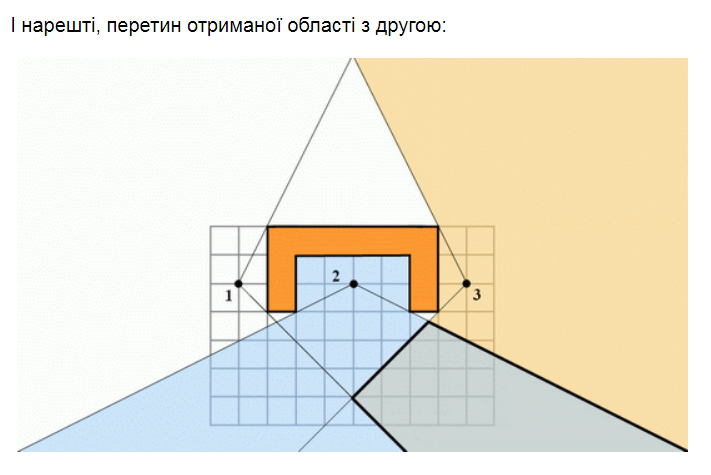 І нарешті, перетин отриманої області з другою:
2
1
3